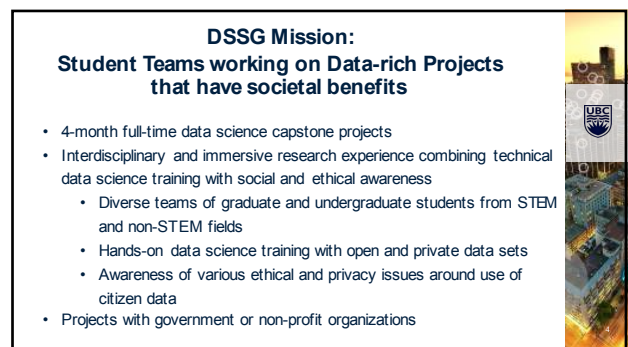 DSSG Mission:
Student Teams working on Data-rich Projects
that have societal benefits
• 4-month full-time data science capstone projects
• Interdisciplinary and immersive research experience combining technical
data science training with social and ethical awareness
• Diverse teams of graduate and undergraduate students from STEM
and non-STEM fields
• Hands-on data science training with open and private data sets
• Awareness of various ethical and privacy issues around use of
citizen data
• Projects with government or non-profit organizations
UBC
4